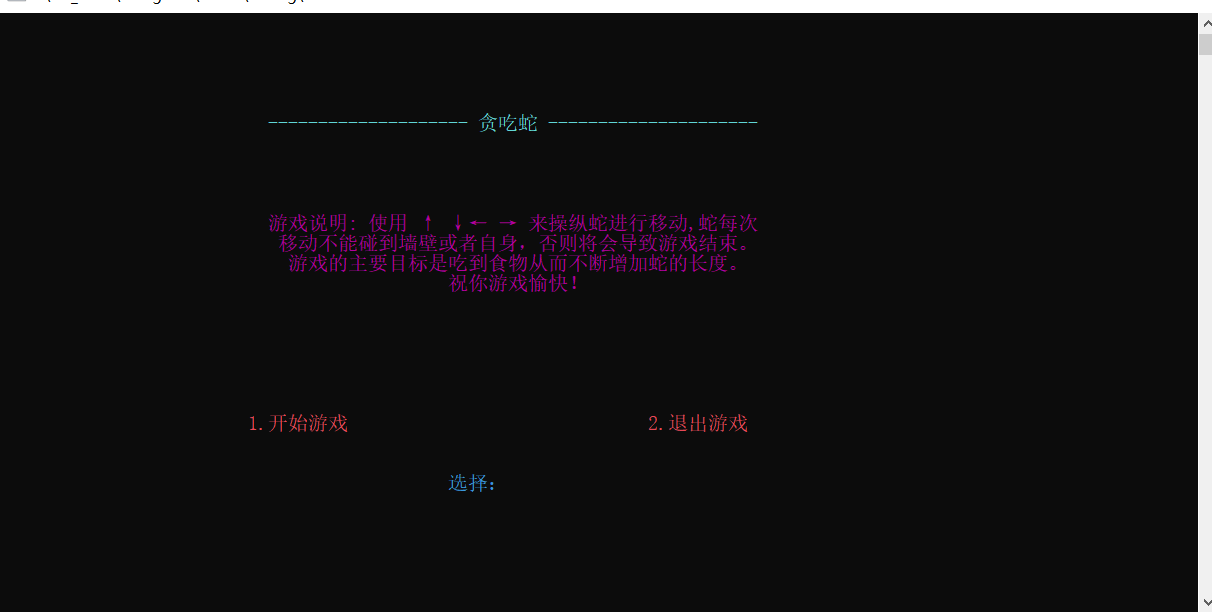 -------------------- 贪吃蛇 ---------------------
游戏说明: 使用 ↑ ↓← → 来操纵蛇进行移动,蛇每次
移动不能碰到墙壁或者自身，否则将会导致游戏结束。
游戏的主要目标是吃到食物从而不断增加蛇的长度。
祝你游戏愉快!
1.开始游戏 2.退出游戏
选择: